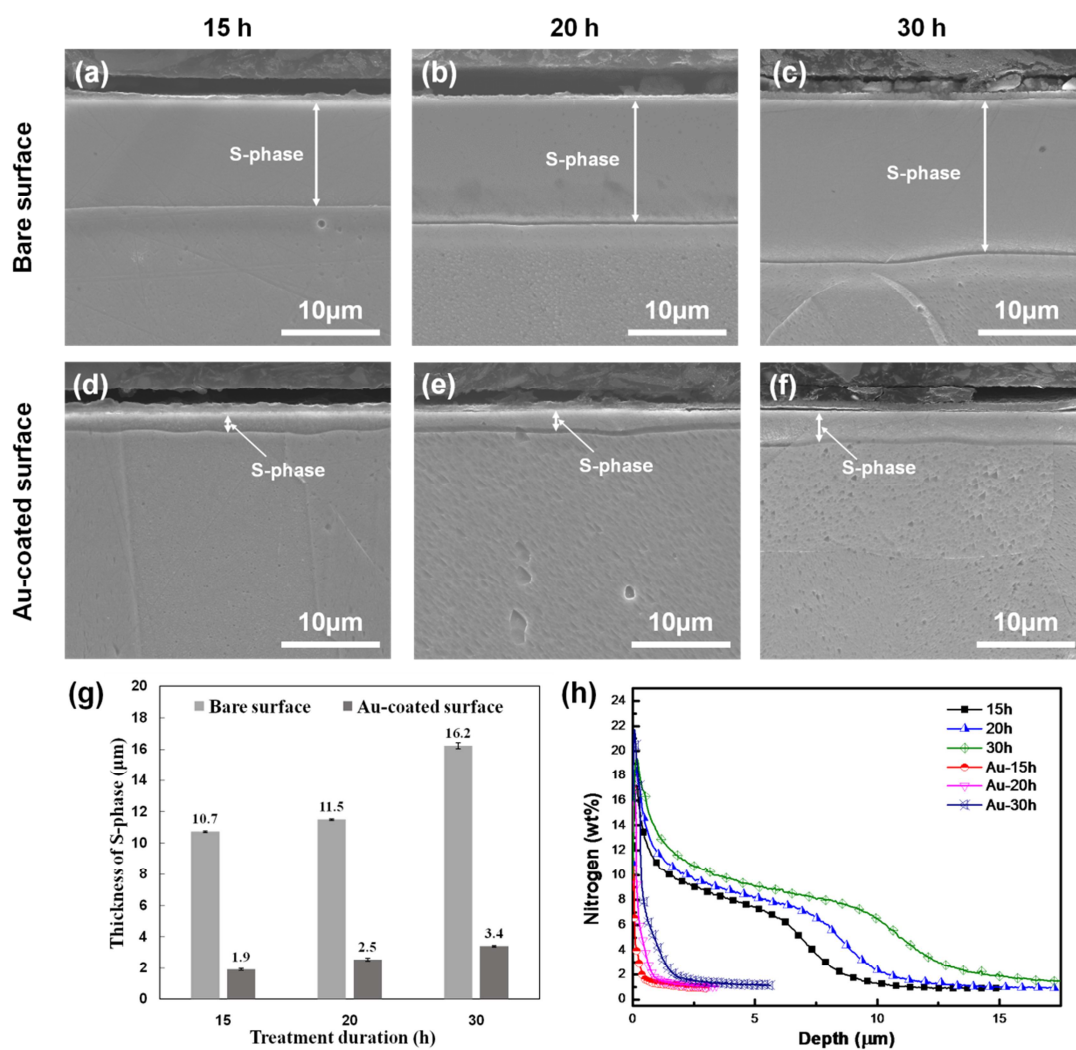 15 h
20 h
30 h
Bare surface
(a)
S-phase
10μm
(b)
S-phase
10μm
(c)
S-phase
10μm
Au-coated surface
(d)
S-phase
10μm
(e)
S-phase
10μm
(f)
S-phase
10μm
(g)
Thickness of S-phase (μm)
20
18
16
14
12
10
8
6
4
2
0
Bare surface
Au-coated surface
10.7
1.9
11.5
2.5
16.2
3.4
15
20
30
Treatment duration (h)
(h)
Nitrogen (wt%)
24
22
20
18
16
14
12
10
8
6
4
2
0
15h
20h
30h
Au-15h
Au-20h
Au-30h
0
5
10
15
Depth (μm)